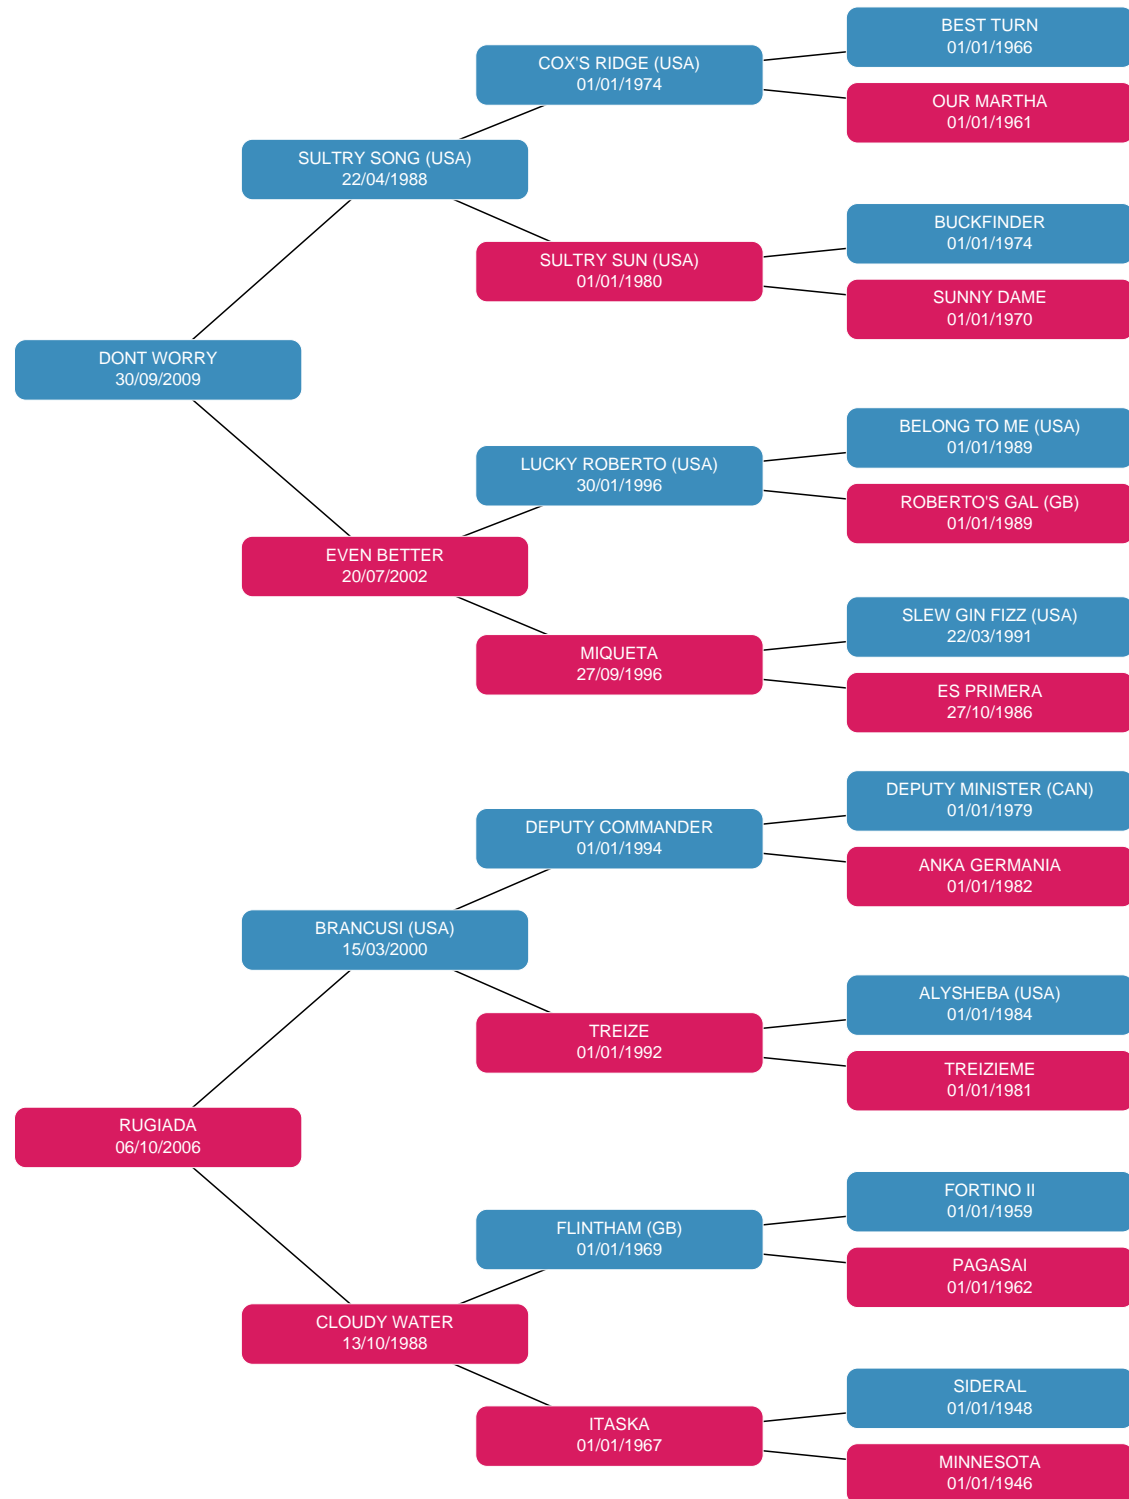 BEST TURN
01/01/1966
COX'S RIDGE (USA)
01/01/1974
OUR MARTHA
01/01/1961
SULTRY SONG (USA)
22/04/1988
BUCKFINDER
01/01/1974
SULTRY SUN (USA)
01/01/1980
SUNNY DAME
01/01/1970
DONT WORRY
30/09/2009
BELONG TO ME (USA)
01/01/1989
LUCKY ROBERTO (USA)
30/01/1996
ROBERTO'S GAL (GB)
01/01/1989
EVEN BETTER
20/07/2002
SLEW GIN FIZZ (USA)
22/03/1991
MIQUETA
27/09/1996
ES PRIMERA
27/10/1986
DEPUTY MINISTER (CAN)
01/01/1979
DEPUTY COMMANDER
01/01/1994
ANKA GERMANIA
01/01/1982
BRANCUSI (USA)
15/03/2000
ALYSHEBA (USA)
01/01/1984
TREIZE
01/01/1992
TREIZIEME
01/01/1981
RUGIADA
06/10/2006
FORTINO II
01/01/1959
FLINTHAM (GB)
01/01/1969
PAGASAI
01/01/1962
CLOUDY WATER
13/10/1988
SIDERAL
01/01/1948
ITASKA
01/01/1967
MINNESOTA
01/01/1946